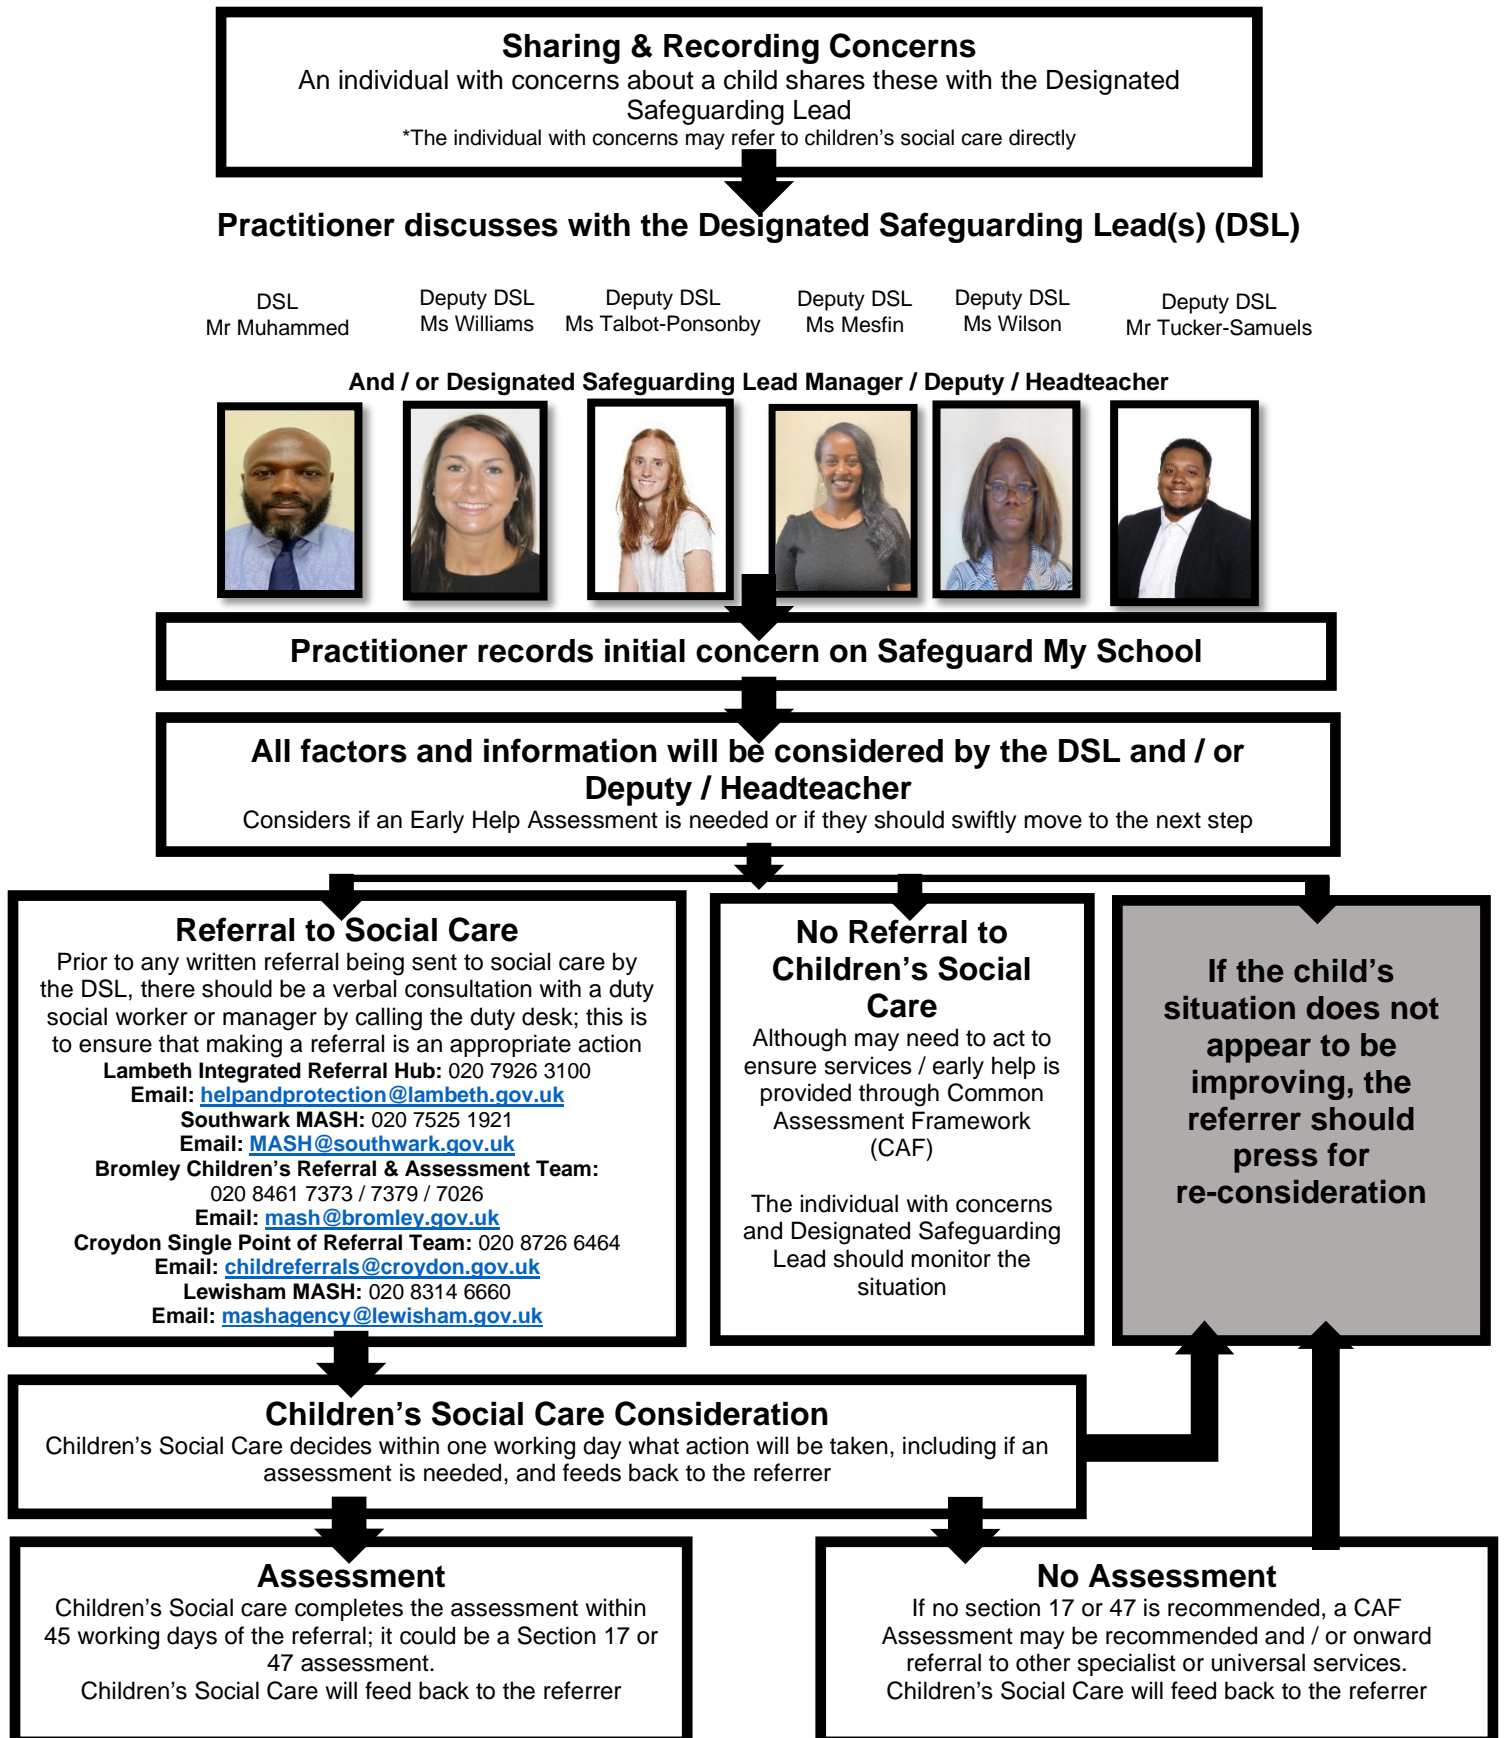 Sharing & Recording Concerns
An individual with concerns about a child shares these with the Designated
Safeguarding Lead
*The individual with concerns may refer to children’s social care directly
Practitioner discusses with the Designated Safeguarding Lead(s) (DSL)
DSL
Mr Muhammed
Deputy DSL
Ms Williams
Deputy DSL
Ms Talbot-Ponsonby
Deputy DSL
Ms Mesfin
Deputy DSL
Ms Wilson
Deputy DSL
Mr Tucker-Samuels
And / or Designated Safeguarding Lead Manager / Deputy / Headteacher
Practitioner records initial concern on Safeguard My School
All factors and information will be considered by the DSL and / or
Deputy / Headteacher
Considers if an Early Help Assessment is needed or if they should swiftly move to the next step
Referral to Social Care
Prior to any written referral being sent to social care by
the DSL, there should be a verbal consultation with a duty
social worker or manager by calling the duty desk; this is
to ensure that making a referral is an appropriate action
Lambeth Integrated Referral Hub: 020 7926 3100
Email: helpandprotection@lambeth.gov.uk
Southwark MASH: 020 7525 1921
Email: MASH@southwark.gov.uk
Bromley Children’s Referral & Assessment Team:
020 8461 7373 / 7379 / 7026
Email: mash@bromley.gov.uk
Croydon Single Point of Referral Team: 020 8726 6464
Email: childreferrals@croydon.gov.uk
Lewisham MASH: 020 8314 6660
Email: mashagency@lewisham.gov.uk
No Referral to
Children’s Social
Care
Although may need to act to
ensure services / early help is
provided through Common
Assessment Framework
(CAF)
The individual with concerns
and Designated Safeguarding
Lead should monitor the
situation
If the child’s
situation does not
appear to be
improving, the
referrer should
press for
re-consideration
Children’s Social Care Consideration
Children’s Social Care decides within one working day what action will be taken, including if an
assessment is needed, and feeds back to the referrer
Assessment
Children’s Social care completes the assessment within
45 working days of the referral; it could be a Section 17 or
47 assessment.
Children’s Social Care will feed back to the referrer
No Assessment
If no section 17 or 47 is recommended, a CAF
Assessment may be recommended and / or onward
referral to other specialist or universal services.
Children’s Social Care will feed back to the referrer